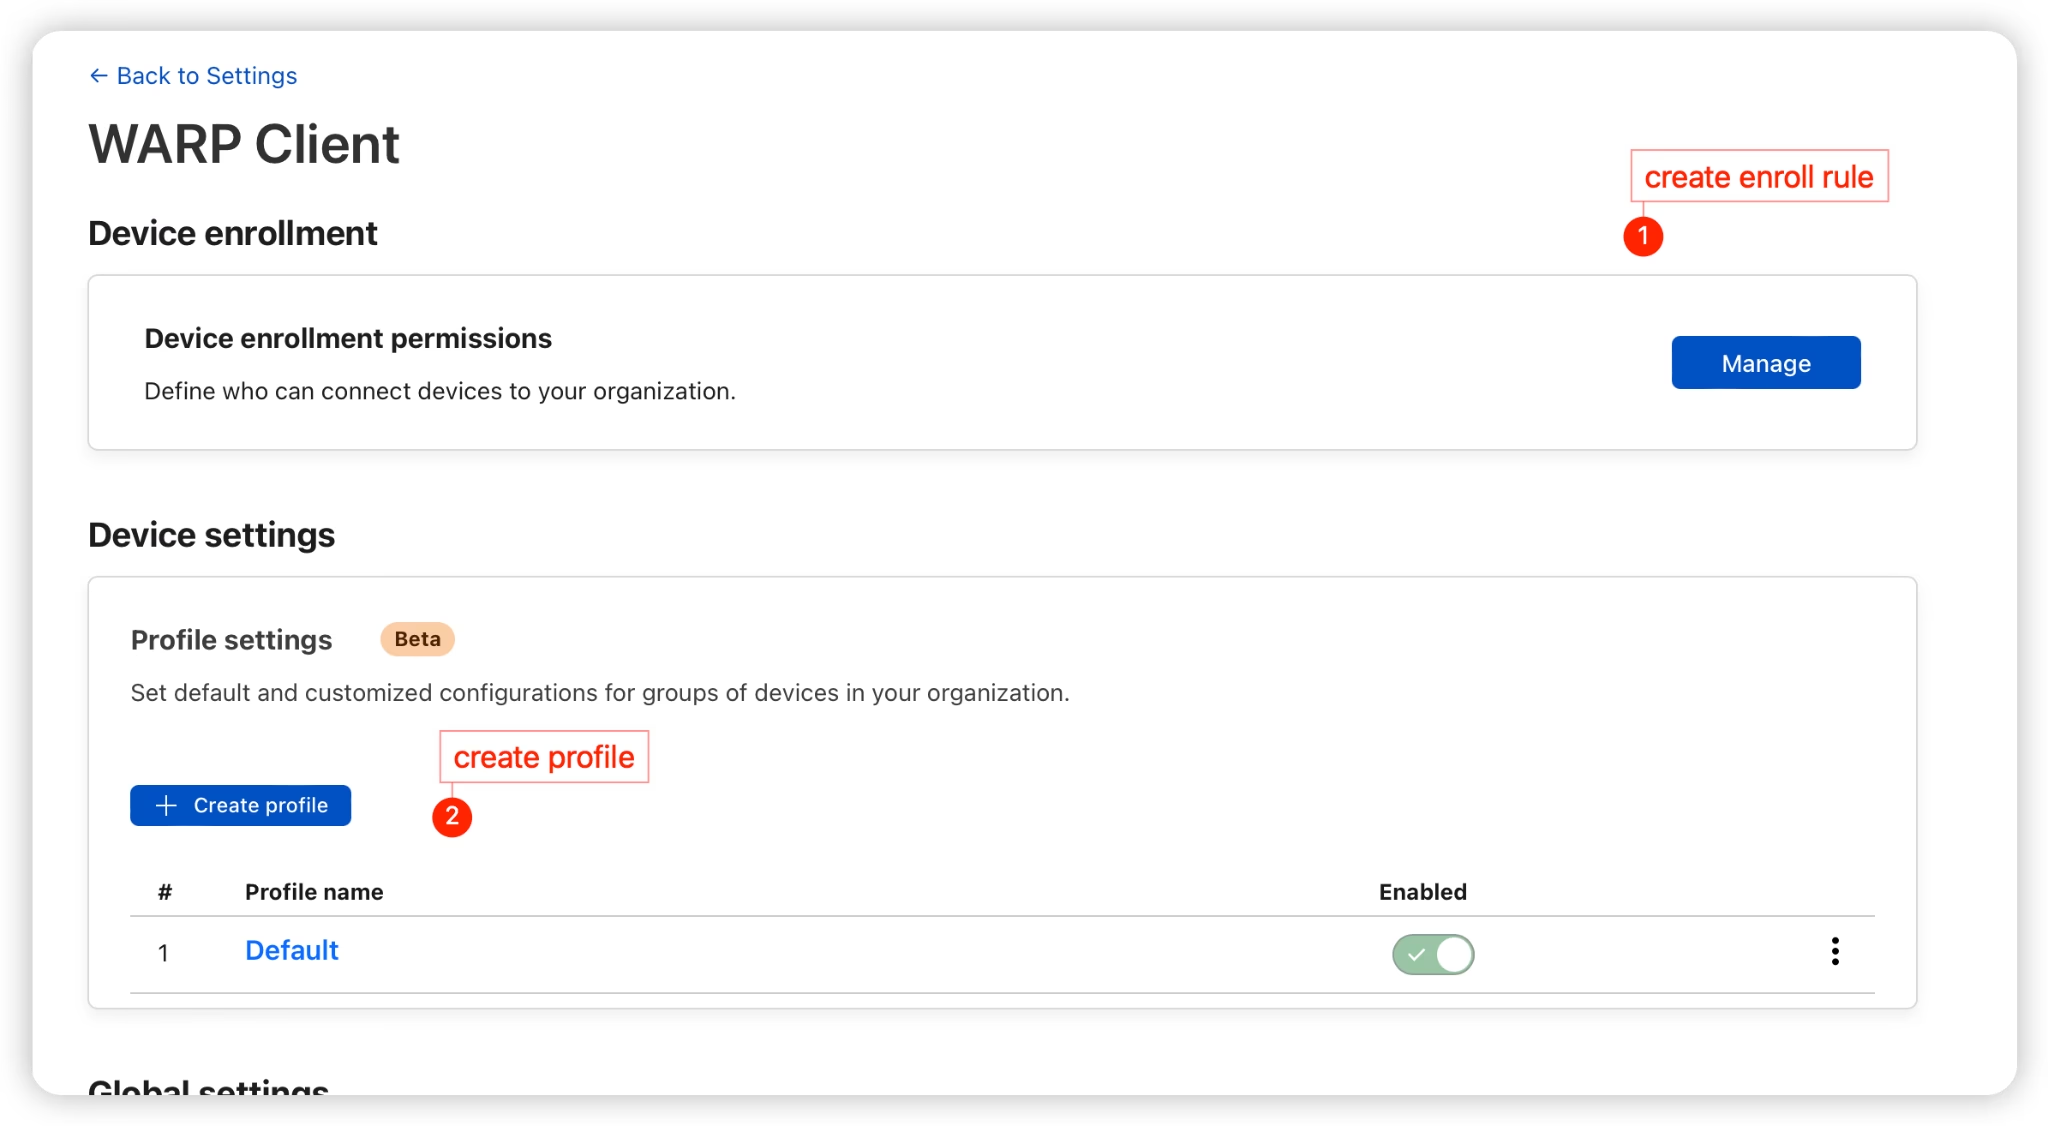 ← Back to Settings
WARP Client
create enroll rule
1
Device enrollment
Device enrollment permissions
Define who can connect devices to your organization.
Manage
Device settings
Profile settings
Beta
Set default and customized configurations for groups of devices in your organization.
create profile
2
+ Create profile
# Profile name Enabled
1 Default
Global settings